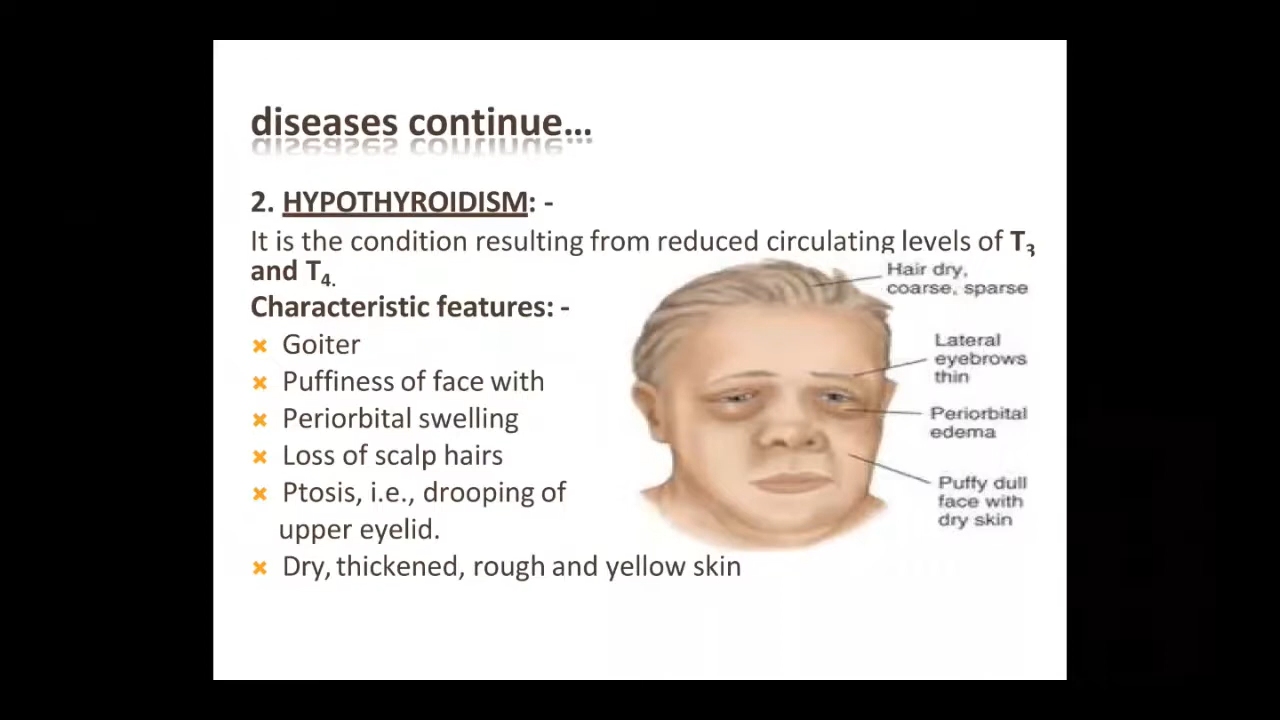 diseases continue...
2. HYPOTHYROIDISM: -
It is the condition resulting from reduced circulating levels of T3
and T4.
Characteristic features: -
Goiter
Puffiness of face with
Periorbital swelling
Loss of scalp hairs
Ptosis, i.e., drooping of
upper eyelid.
Dry, thickened, rough and yellow skin
Hair dry,
coarse, sparse
Lateral
eyebrows
thin
Periorbital
edema
Puffy dull
face with
dry skin